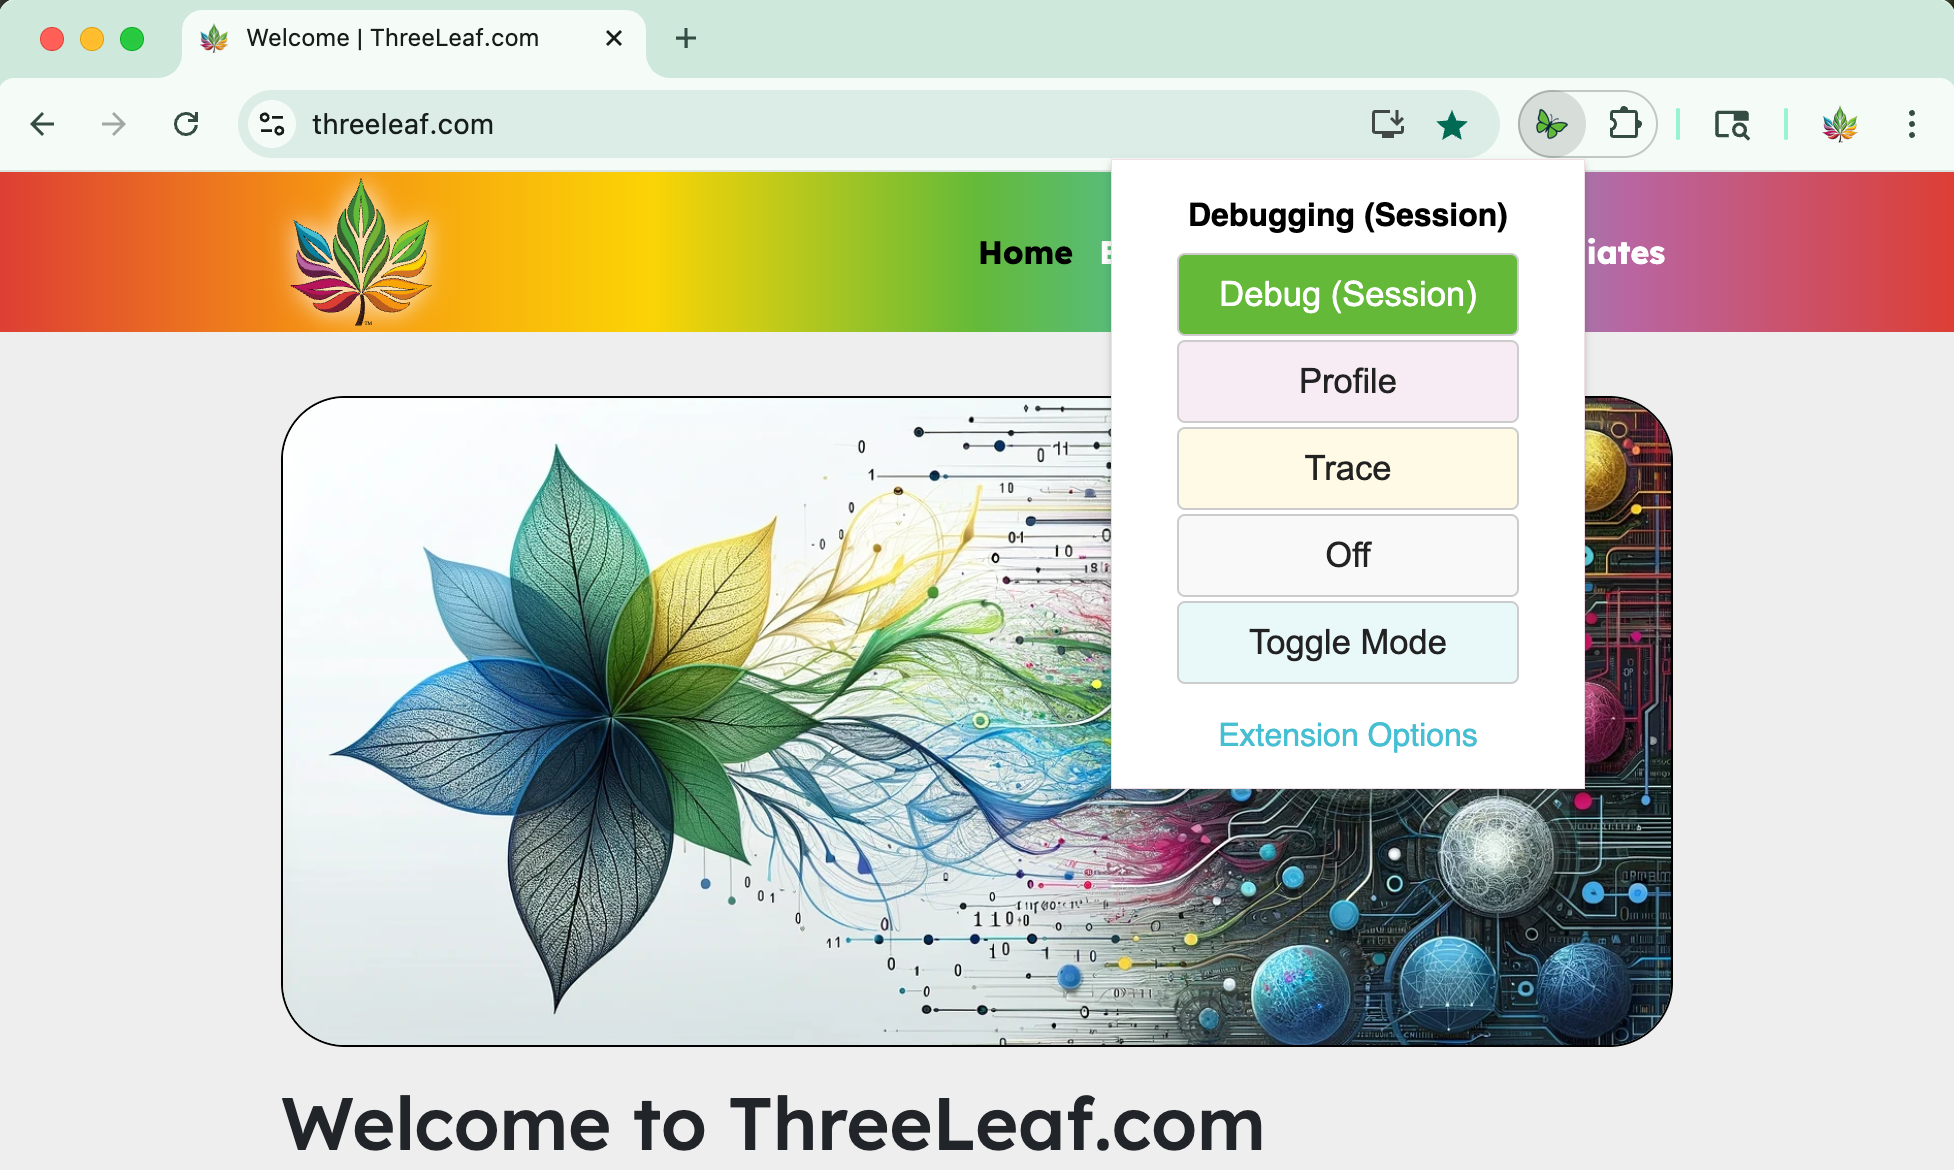 Welcome | ThreeLeaf.com
threeleaf.com
Debugging (Session)
Home
iates
Debug (Session)
Profile
Trace
Off
Toggle Mode
Extension Options
Welcome to ThreeLeaf.com